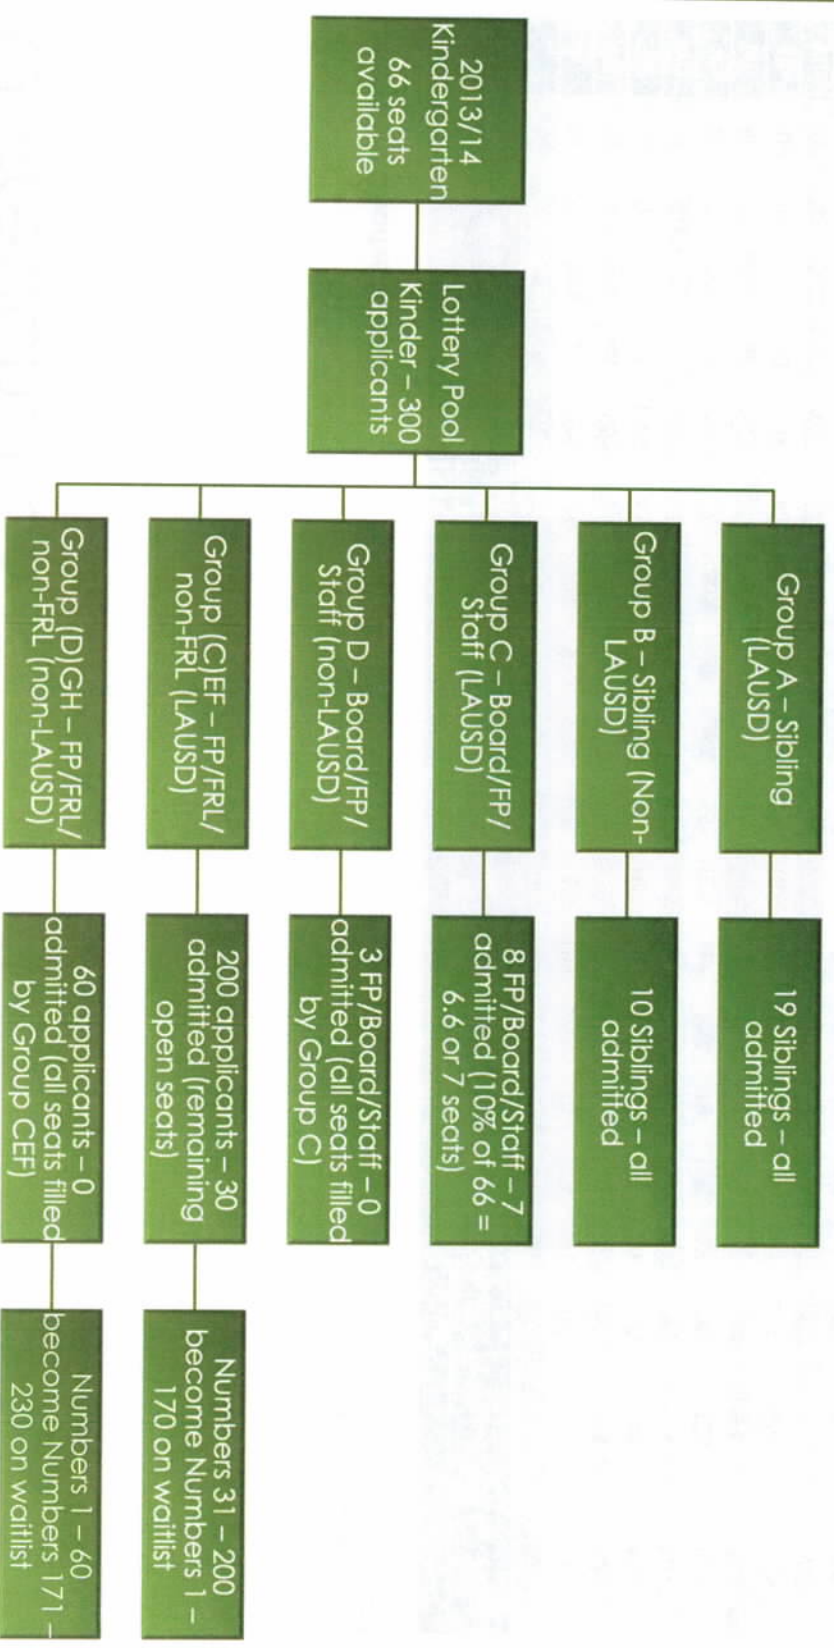 2013/14
Kindergarten
66 seats
available
Lottery Pool
Kinder – 300
applicants
Group A – Sibling
(LAUSD)
19 Siblings – all
admitted
Group B – Sibling (Non-
LAUSD)
10 Siblings – all
admitted
Group C – Board/FP/
Staff (LAUSD)
8 FP/Board/Staff – 7
admitted (10% of 66 =
6.6 or 7 seats)
Group D – Board/FP/
Staff (non-LAUSD)
3 FP/Board/Staff – 0
admitted (all seats filled
by Group C)
Group (C)EF – FP/FRL/
non-FRL (LAUSD)
200 applicants – 30
admitted (remaining
open seats)
Numbers 31 – 200
become Numbers 1 –
170 on waitlist
Group (D)GH – FP/FRL/
non-FRL (non-LAUSD)
60 applicants – 0
admitted (all seats filled
by Group CEF)
Numbers 1 – 60
become Numbers 171 –
230 on waitlist